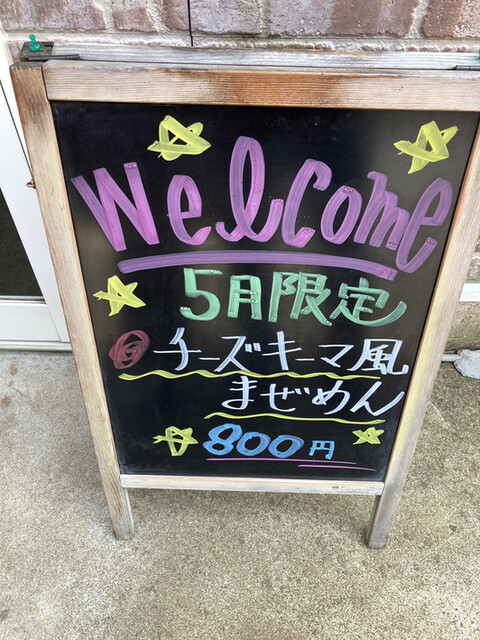 Welcome
5月限定
チーズキーマ風
まぜめん
800円